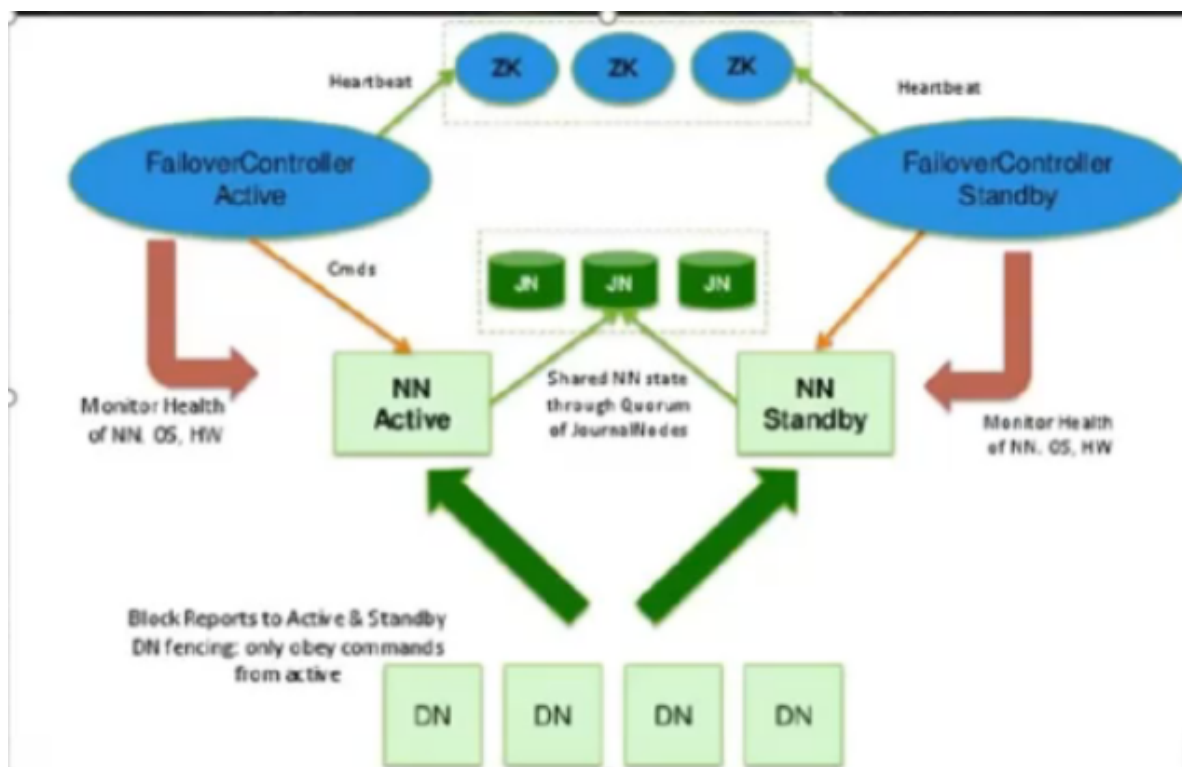 ZK
ZK
ZK
Heartbeat
Heartbeat
FailoverController
Active
FailoverController
Standby
Cmds
JN
JN
JN
NN
Active
Shared NN state
through Quorum
of JournalNodes
NN
Standby
Monitor Health
of NN. OS, HW
Monitor Health
of NN. OS, HW
Block Reports to Active & Standby
DN fencing: only obey commands
from active
DN
DN
DN
DN